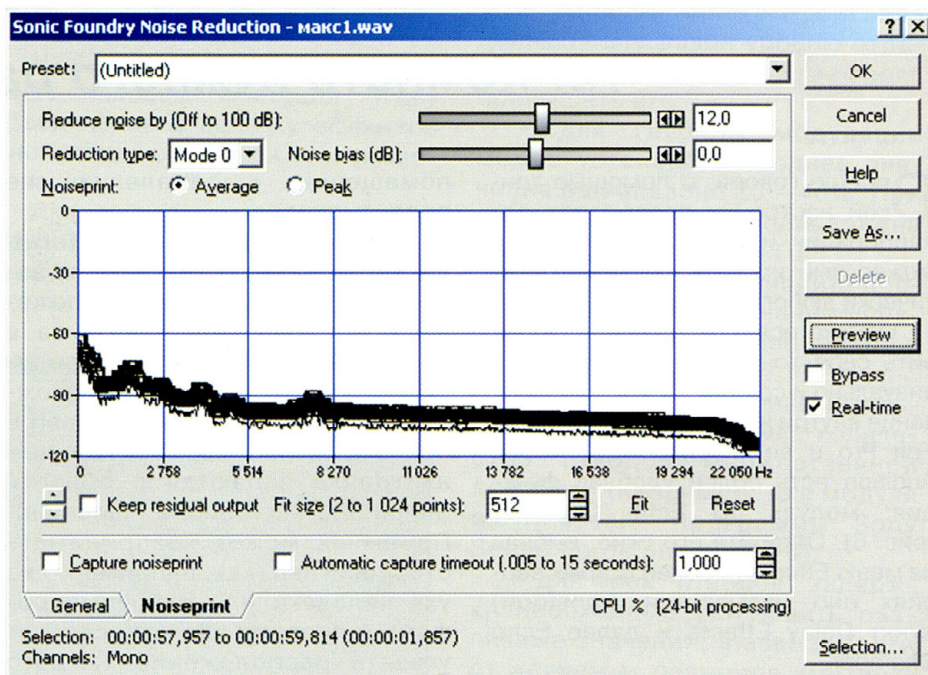 Sonic Foundry Noise Reduction - макс1.wav
Preset: (Untitled)
OK
Reduce noise by (Off to 100 dB): 12,0
Cancel
Reduction type: Mode 0 Noise bias (dB): 0,0
Noiseprint: Average Peak
Help
0
-30
-60
-90
-120
0 2 758 5 514 8 270 11 026 13 782 16 538 19 294 22 050 Hz
Save As...
Delete
Preview
Bypass
Real-time
Keep residual output Fit size (2 to 1 024 points): 512 Fit Reset
Capture noiseprint Automatic capture timeout (.005 to 15 seconds): 1,000
General Noiseprint CPU % (24-bit processing)
Selection: 00:00:57,957 to 00:00:59,814 (00:00:01,857)
Channels: Mono
Selection...